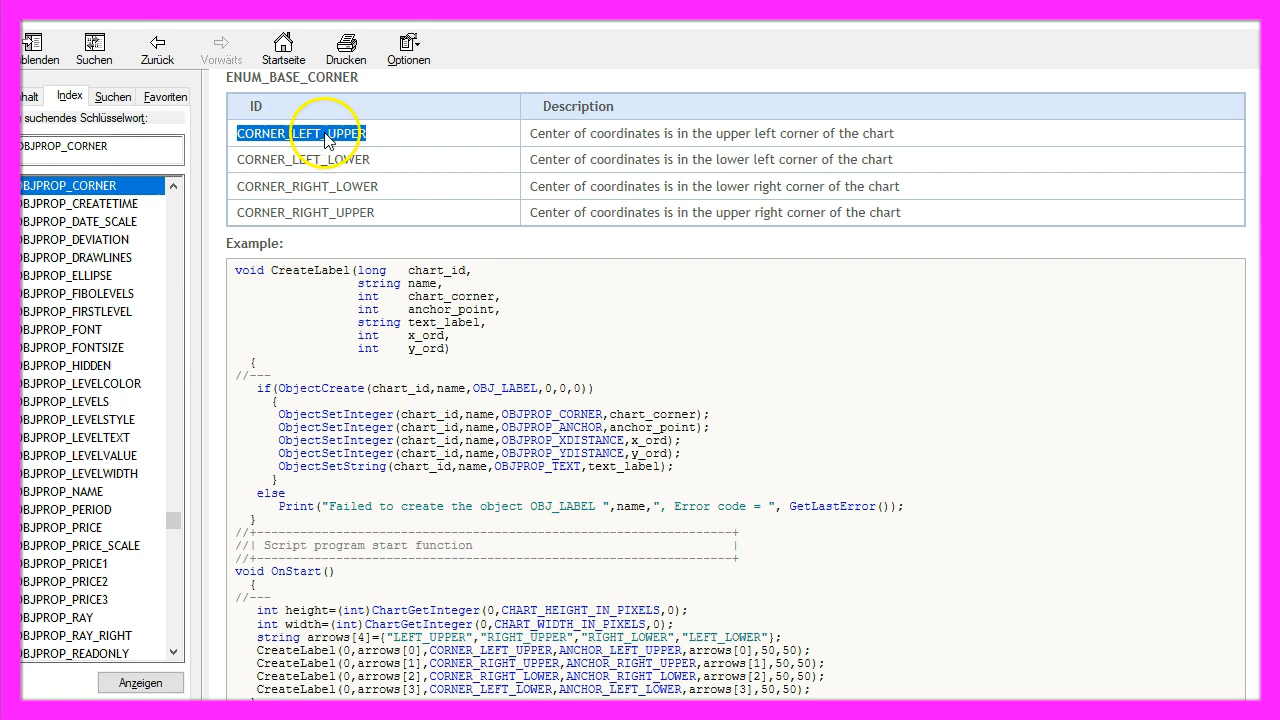 blenden Suchen Zurück Vorwärts Startseite Drucken Optionen
halt Index Suchen Favoriten
suchendes Schlüsselwort:
OBJPROP_CORNER
OBJPROP_CORNER
OBJPROP_CREATETIME
OBJPROP_DATE_SCALE
OBJPROP_DEVIATION
OBJPROP_DRAWLINES
OBJPROP_ELLIPSE
OBJPROP_FIBOLEVELS
OBJPROP_FIRSTLEVEL
OBJPROP_FONT
OBJPROP_FONTSIZE
OBJPROP_HIDDEN
OBJPROP_LEVELCOLOR
OBJPROP_LEVELS
OBJPROP_LEVELSTYLE
OBJPROP_LEVELTEXT
OBJPROP_LEVELVALUE
OBJPROP_LEVELWIDTH
OBJPROP_NAME
OBJPROP_PERIOD
OBJPROP_PRICE
OBJPROP_PRICE_SCALE
OBJPROP_PRICE1
OBJPROP_PRICE2
OBJPROP_PRICE3
OBJPROP_RAY
OBJPROP_RAY_RIGHT
OBJPROP_READONLY
Anzeigen
ENUM_BASE_CORNER
ID Description
CORNER_LEFT_UPPER Center of coordinates is in the upper left corner of the chart
CORNER_LEFT_LOWER Center of coordinates is in the lower left corner of the chart
CORNER_RIGHT_LOWER Center of coordinates is in the lower right corner of the chart
CORNER_RIGHT_UPPER Center of coordinates is in the upper right corner of the chart
Example:
void CreateLabel(long   chart_id,
string name,
int    chart_corner,
int    anchor_point,
string text_label,
int    x_ord,
int    y_ord)
{
//---
if(ObjectCreate(chart_id,name,OBJ_LABEL,0,0,0))
{
ObjectSetInteger(chart_id,name,OBJPROP_CORNER,chart_corner);
ObjectSetInteger(chart_id,name,OBJPROP_ANCHOR,anchor_point);
ObjectSetInteger(chart_id,name,OBJPROP_XDISTANCE,x_ord);
ObjectSetInteger(chart_id,name,OBJPROP_YDISTANCE,y_ord);
ObjectSetString(chart_id,name,OBJPROP_TEXT,text_label);
}
else
Print("Failed to create the object OBJ_LABEL ",name,", Error code = ", GetLastError());
}
//+------------------------------------------------------------------+
//| Script program start function                                    |
//+------------------------------------------------------------------+
void OnStart()
{
//---
int height=(int)ChartGetInteger(0,CHART_HEIGHT_IN_PIXELS,0);
int width=(int)ChartGetInteger(0,CHART_WIDTH_IN_PIXELS,0);
string arrows[4]={"LEFT_UPPER","RIGHT_UPPER","RIGHT_LOWER","LEFT_LOWER"};
CreateLabel(0,arrows[0],CORNER_LEFT_UPPER,ANCHOR_LEFT_UPPER,arrows[0],50,50);
CreateLabel(0,arrows[1],CORNER_RIGHT_UPPER,ANCHOR_RIGHT_UPPER,arrows[1],50,50);
CreateLabel(0,arrows[2],CORNER_RIGHT_LOWER,ANCHOR_RIGHT_LOWER,arrows[2],50,50);
CreateLabel(0,arrows[3],CORNER_LEFT_LOWER,ANCHOR_LEFT_LOWER,arrows[3],50,50);